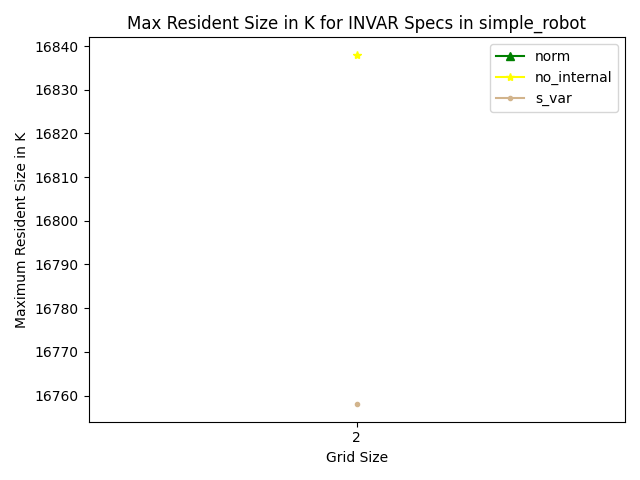 Max Resident Size in K for INVAR Specs in simple_robot
norm
no_internal
s_var
Maximum Resident Size in K
16840
16830
16820
16810
16800
16790
16780
16770
16760
2
Grid Size